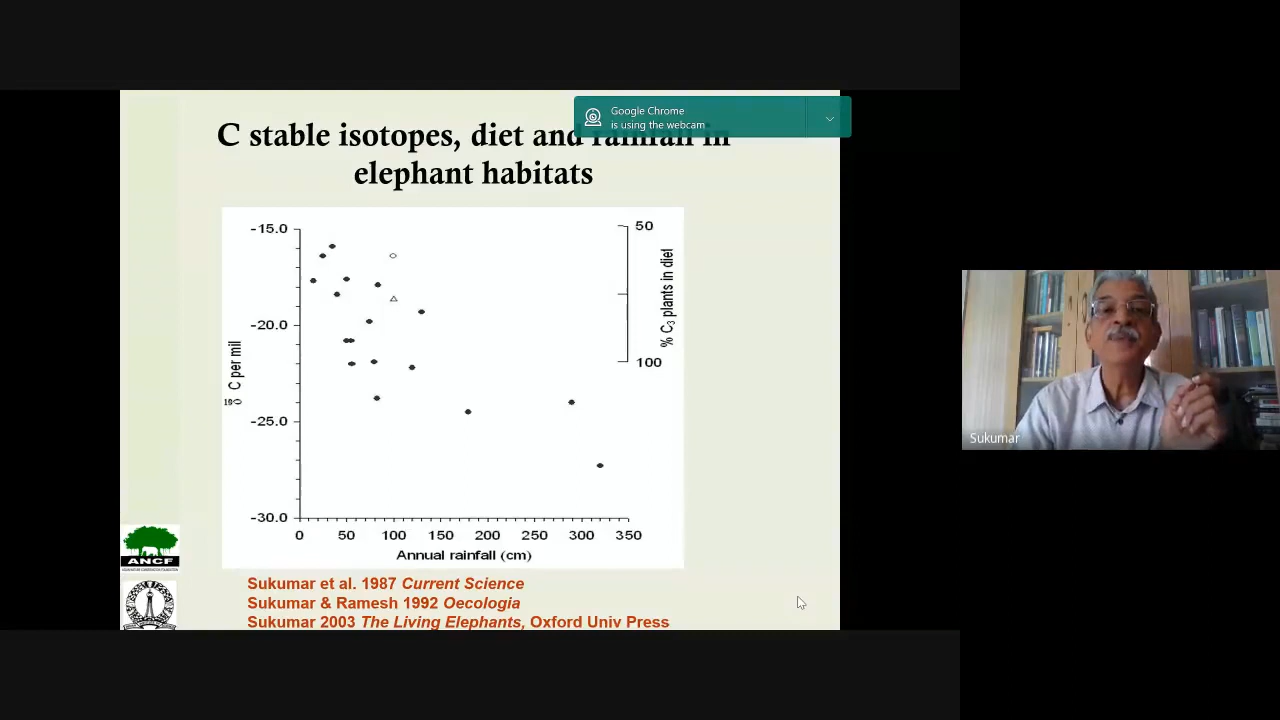 Google Chrome
is using the webcam
C stable isotopes, diet and rainfall in
elephant habitats
-15.0
-20.0
-25.0
-30.0
C per mil
50
100
% C₃ plants in diet
0 50 100 150 200 250 300 350
Annual rainfall (cm)
Sukumar et al. 1987 Current Science
Sukumar & Ramesh 1992 Oecologia
Sukumar 2003 The Living Elephants, Oxford Univ Press
ANCF
Sukumar